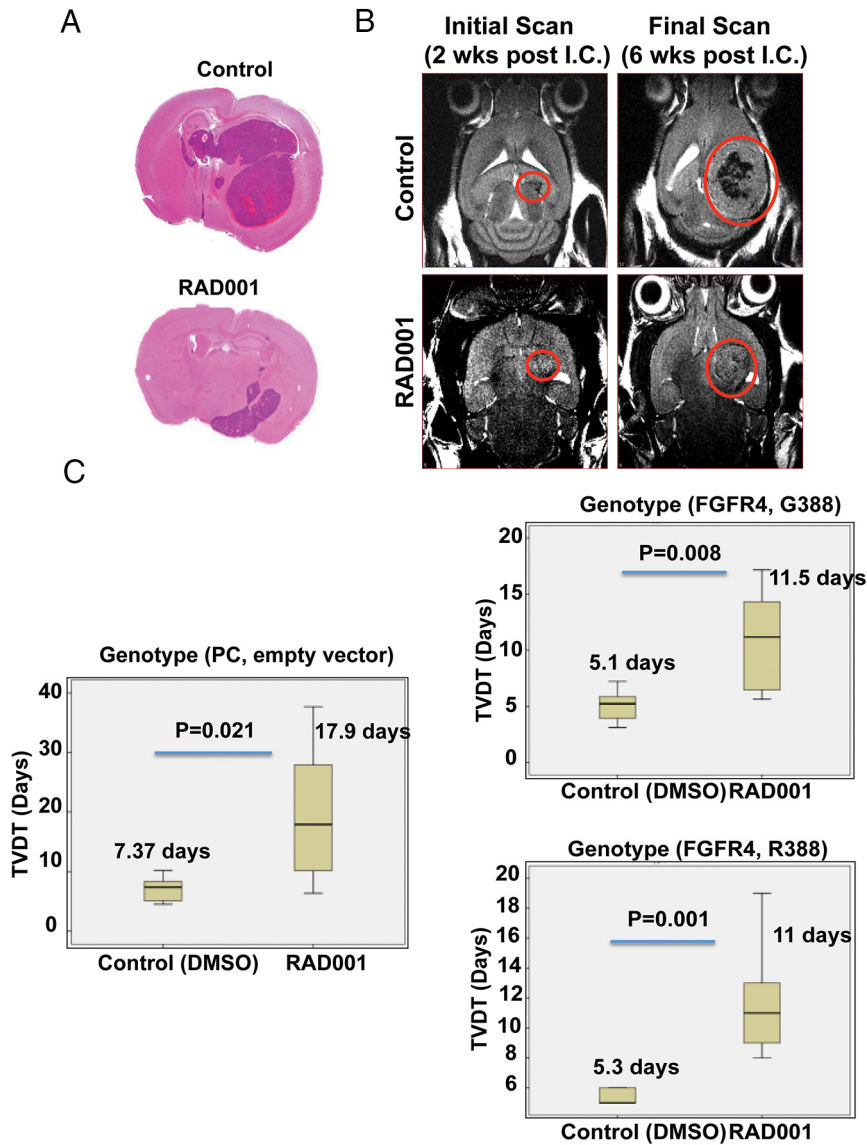 A
Control
RAD001
B
Initial Scan
(2 wks post I.C.)
Final Scan
(6 wks post I.C.)
Control
RAD001
C
Genotype (PC, empty vector)
TVDT (Days)
40
30
20
10
0
P=0.021
7.37 days
17.9 days
Control (DMSO)
RAD001
Genotype (FGFR4, G388)
TVDT (Days)
20
15
10
5
0
P=0.008
5.1 days
11.5 days
Control (DMSO) RAD001
Genotype (FGFR4, R388)
TVDT (Days)
20
18
16
14
12
10
8
6
P=0.001
5.3 days
11 days
Control (DMSO) RAD001